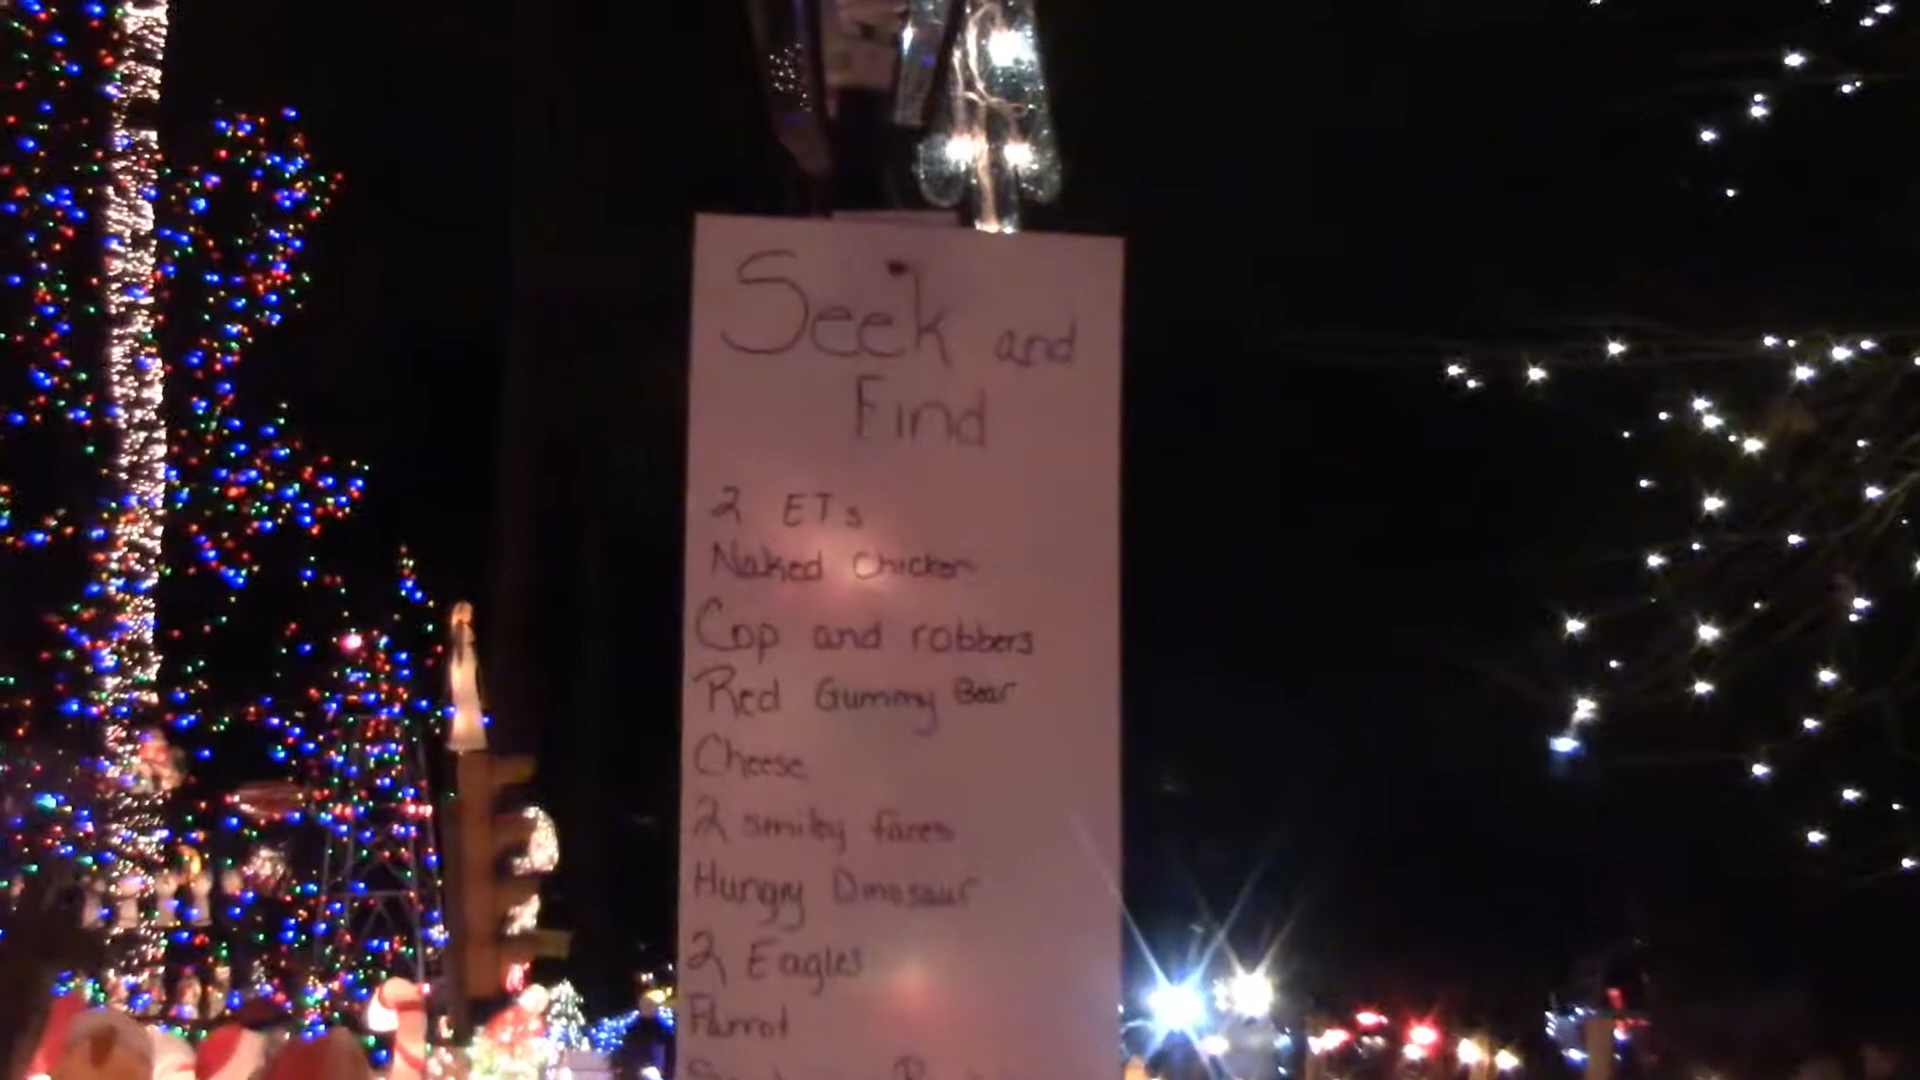 Seek and
Find
2 ETs
Naked Chicken
Cop and robbers
Red Gummy Bear
Cheese
2 smiley faces
Hungry Dinosaur
2 Eagles
Parrot